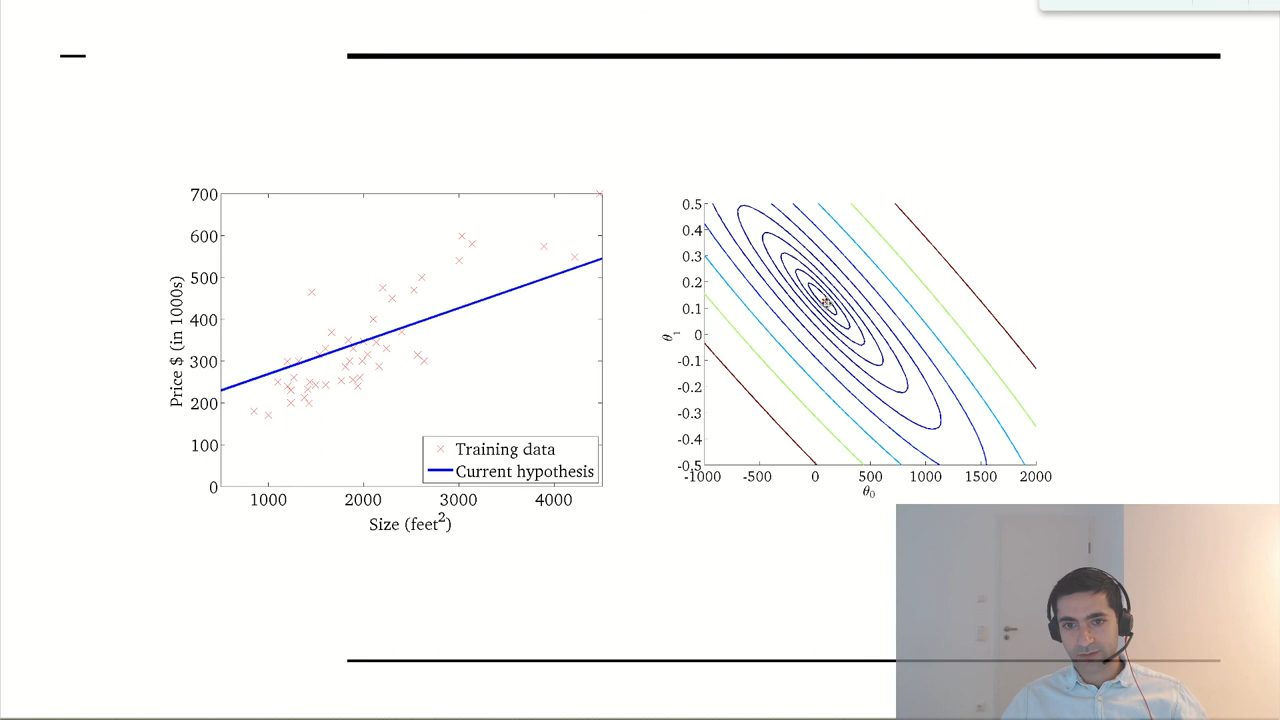 700
600
500
400
300
200
100
0
Price $ (in 1000s)
1000 2000 3000 4000
Size (feet²)
Training data
Current hypothesis
0.5
0.4
0.3
0.2
0.1
0
-0.1
-0.2
-0.3
-0.4
-0.5
θ₁
-1000 -500 0 500 1000 1500 2000
θ₀